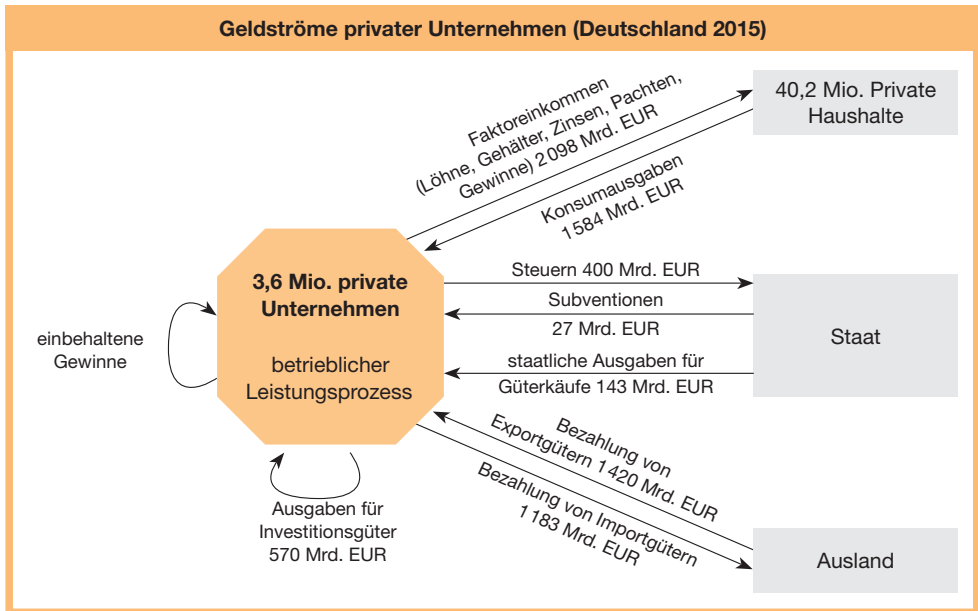 Geldströme privater Unternehmen (Deutschland 2015)
Faktoreinkommen
(Löhne, Gehälter, Zinsen, Pachten,
Gewinne) 2 098 Mrd. EUR
40,2 Mio. Private
Haushalte
Konsumausgaben
1 584 Mrd. EUR
3,6 Mio. private
Unternehmen
betrieblicher
Leistungsprozess
einbehaltene
Gewinne
Steuern 400 Mrd. EUR
Subventionen
27 Mrd. EUR
staatliche Ausgaben für
Güterkäufe 143 Mrd. EUR
Staat
Bezahlung von
Exportgütern 1 420 Mrd. EUR
Bezahlung von Importgütern
1 183 Mrd. EUR
Ausgaben für
Investitionsgüter
570 Mrd. EUR
Ausland